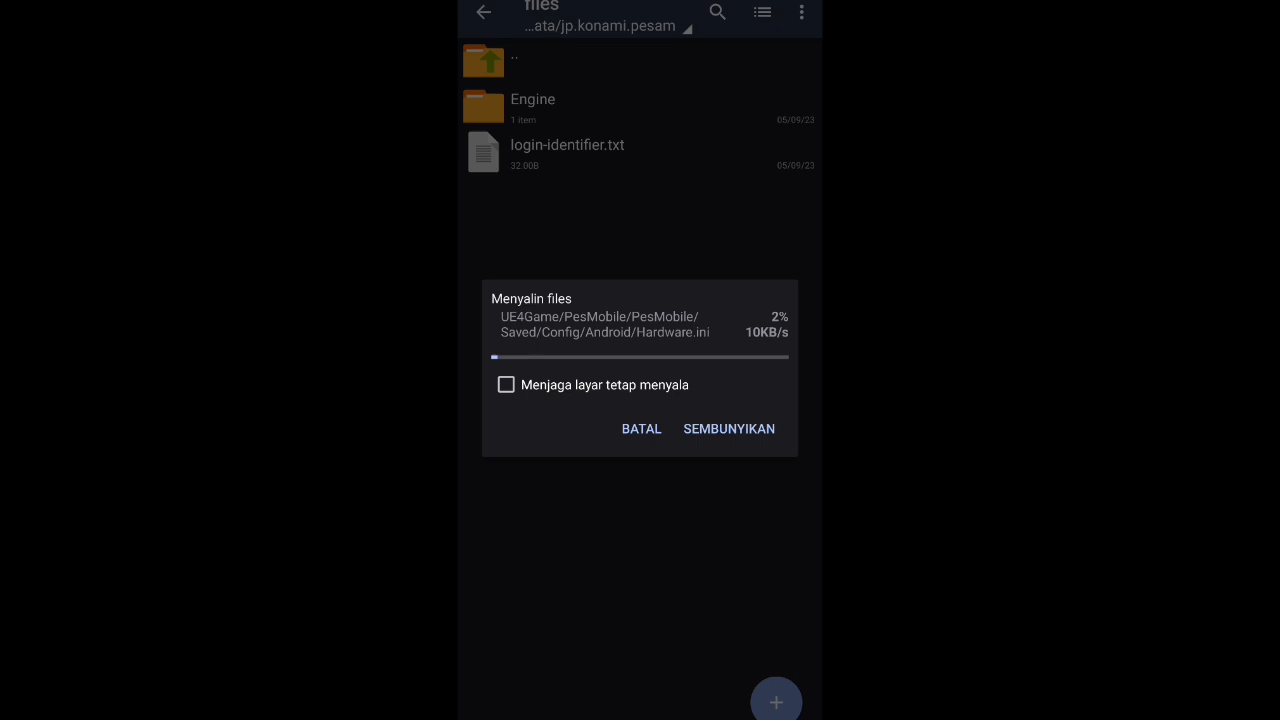 files
...ata/jp.konami.pesam
..
Engine
1 item
05/09/23
login-identifier.txt
32.00B
05/09/23
Menyalin files
UE4Game/PesMobile/PesMobile/
2%
Saved/Config/Android/Hardware.ini
10KB/s
Menjaga layar tetap menyala
BATAL
SEMBUNYIKAN